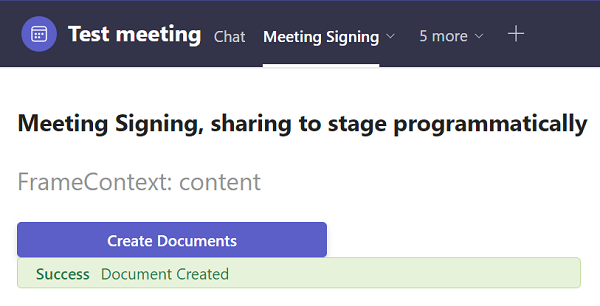 Test meeting Chat Meeting Signing 5 more
Meeting Signing, sharing to stage programmatically
FrameContext: content
Create Documents
Success Document Created